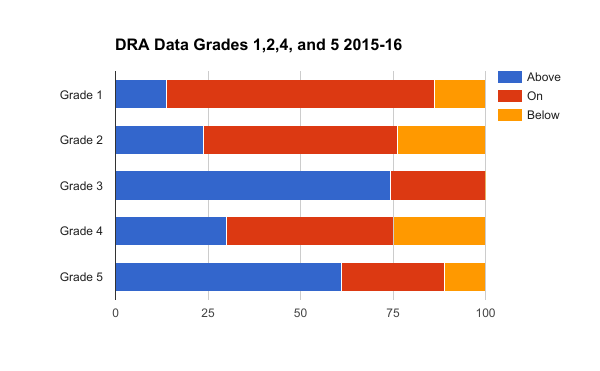 DRA Data Grades 1,2,4, and 5 2015-16
Above
On
Below
Grade 1
Grade 2
Grade 3
Grade 4
Grade 5
0 25 50 75 100